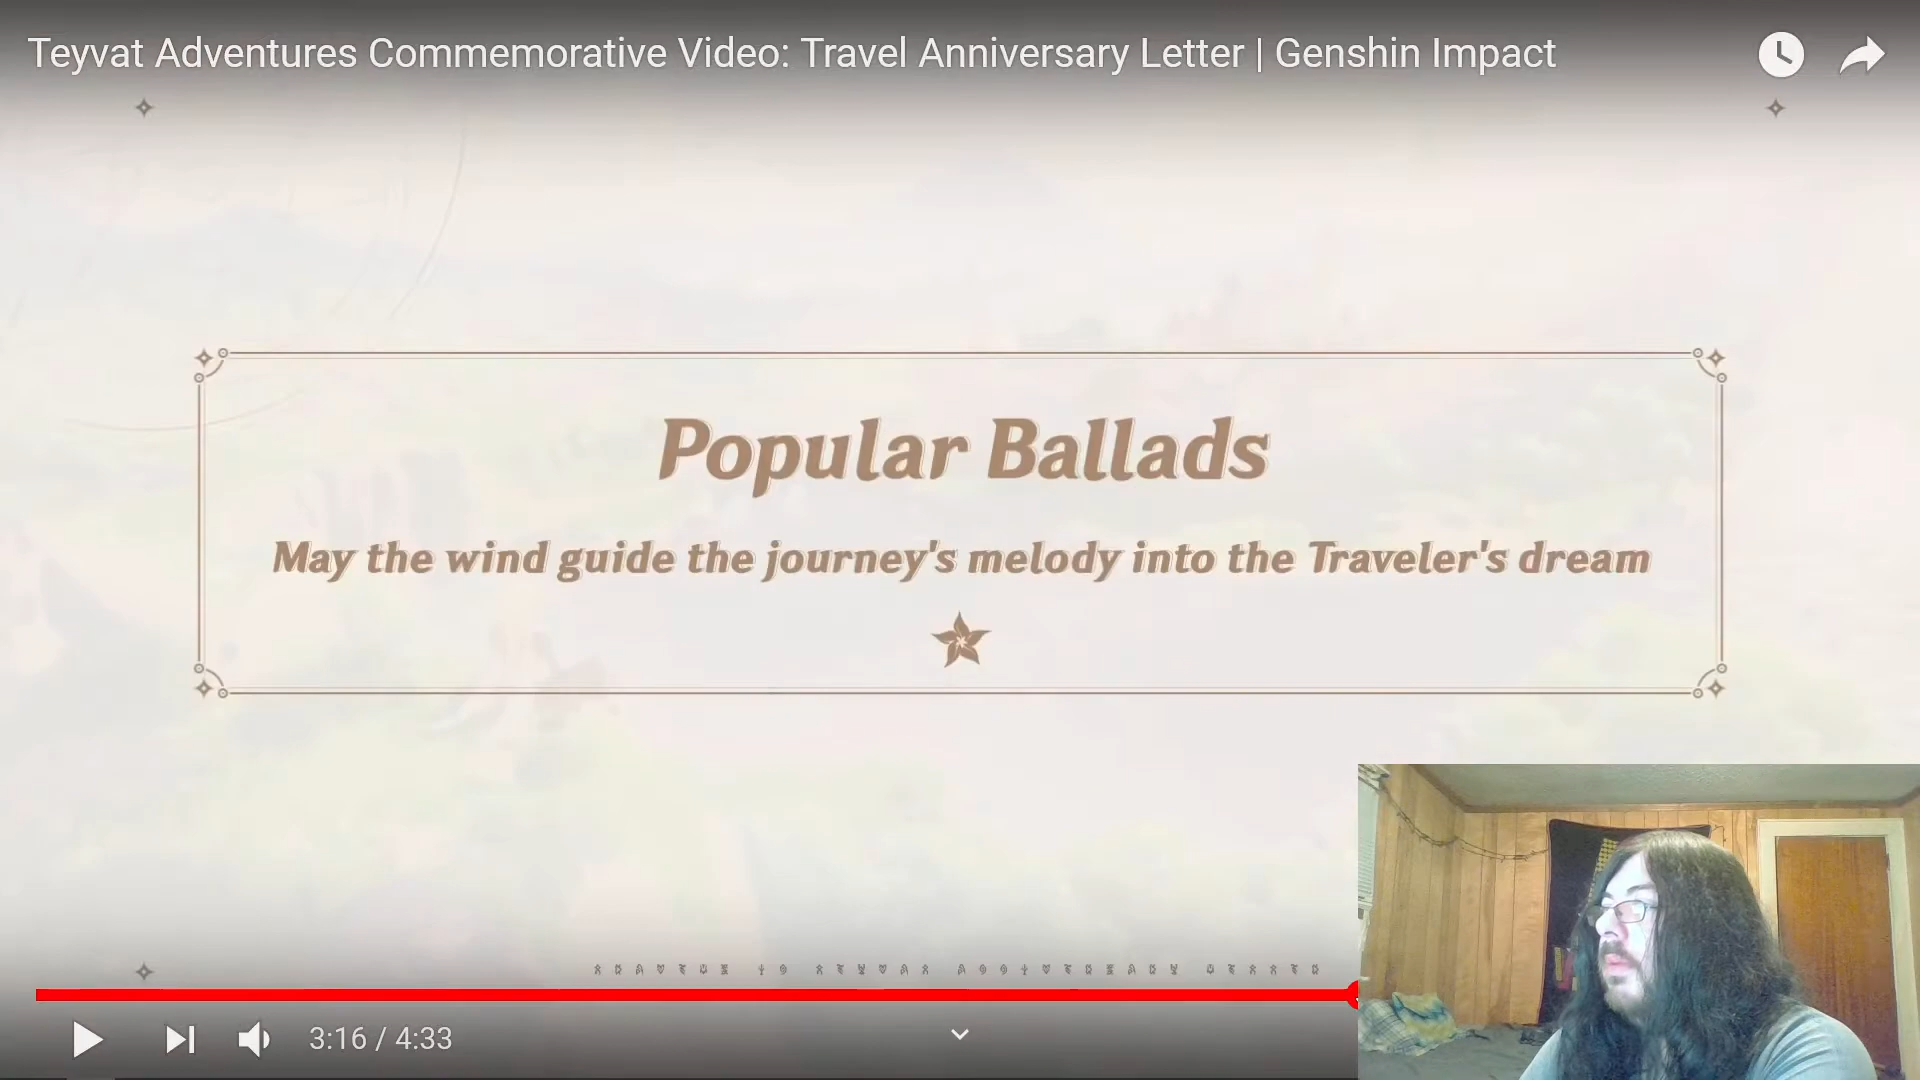 Teyvat Adventures Commemorative Video: Travel Anniversary Letter | Genshin Impact
Popular Ballads
May the wind guide the journey's melody into the Traveler's dream
3:16 / 4:33